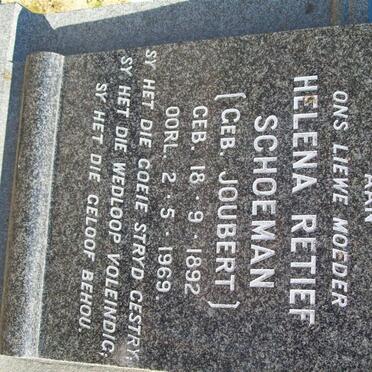 AAN
ONS LIEWE MOEDER
HELENA RETIEF
SCHOEMAN
(GEB. JOUBERT)
GEB. 18 · 9 · 1892
OORL. 2 · 5 · 1969.
SY HET DIE GOEIE STRYD GESTRY;
SY HET DIE WEDLOOP VOLEINDIG;
SY HET DIE GELOOF BEHOU.